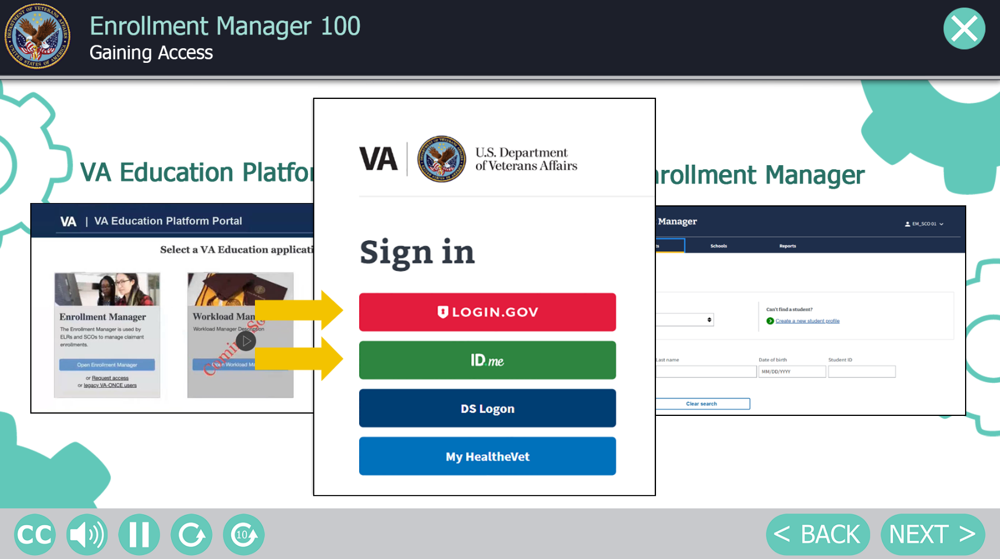 Enrollment Manager 100
Gaining Access
VA Education Platfor
nrollment Manager
VA | VA Education Platform Portal
Select a VA Education applicati
Enrollment Manager
The Enrollment Manager is used by
ELRs and SCOs to manage claimant
enrollments.
Open Enrollment Manager
or Request access
or legacy VA-ONCE users
Workload Man
Workload Manager Description
Open Workload Ma
VA
U.S. Department
of Veterans Affairs
Sign in
LOGIN.GOV
ID.me
DS Logon
My HealtheVet
Manager
EM_SCO 01
ts
Schools
Reports
Can't find a student?
Create a new student profile
Last name
Date of birth
Student ID
MM/DD/YYYY
Clear search
CC
10
< BACK
NEXT >